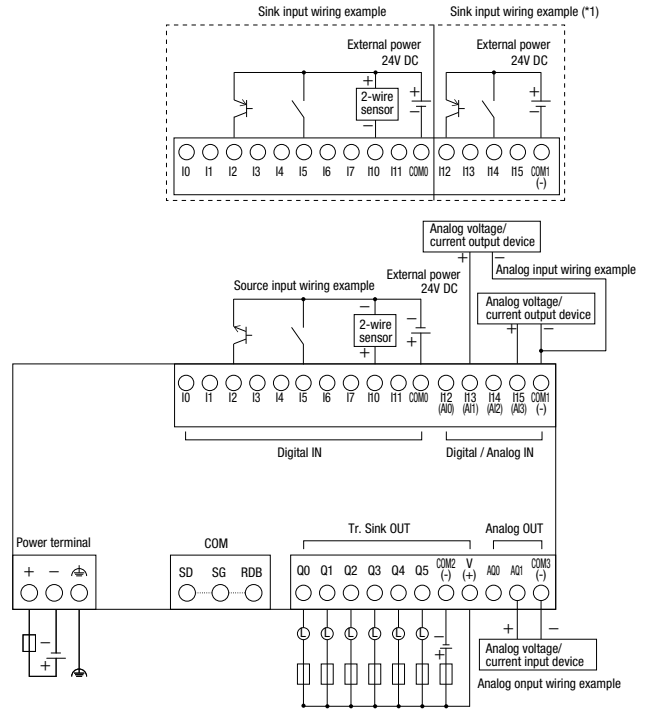 Sink input wiring example
Sink input wiring example (*1)
External power
24V DC
External power
24V DC
+
2-wire
sensor
−
+
−
+
−
I0 I1 I2 I3 I4 I5 I6 I7 I10 I11 COM0 I12 I13 I14 I15 COM1
(-)
Analog voltage/
current output device
+ −
Analog input wiring example
Source input wiring example
External power
24V DC
Analog voltage/
current output device
+ −
−
2-wire
sensor
+
−
+
I0 I1 I2 I3 I4 I5 I6 I7 I10 I11 COM0 I12 I13 I14 I15 COM1
(AI0) (AI1) (AI2) (AI3) (-)
Digital IN
Digital / Analog IN
Power terminal
COM
Tr. Sink OUT
Analog OUT
+ −
SD SG RDB
Q0 Q1 Q2 Q3 Q4 Q5 COM2 V AQ0 AQ1 COM3
(-) (+) (-)
L L L L L L
−
+
−
+
+ −
Analog voltage/
current input device
Analog onput wiring example